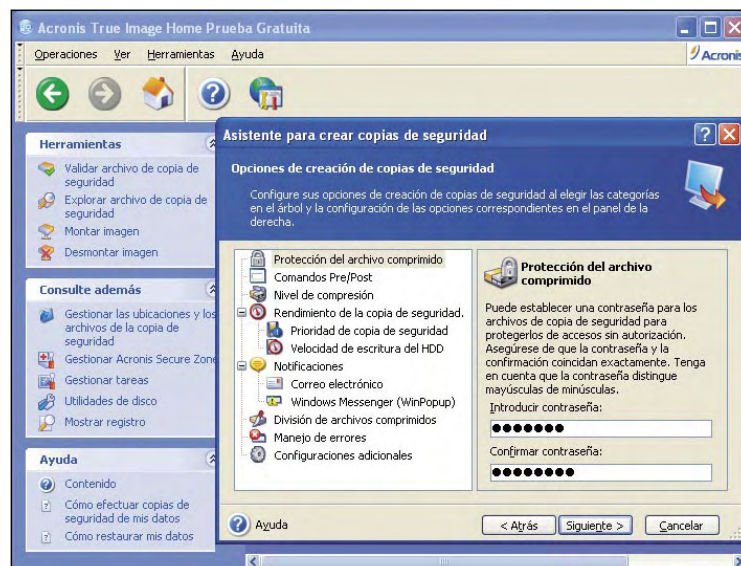 Acronis True Image Home Prueba Gratuita
Operaciones Ver Herramientas Ayuda
Acronis
Herramientas
Validar archivo de copia de
seguridad
Explorar archivo de copia de
seguridad
Montar imagen
Desmontar imagen
Consulte además
Gestionar las ubicaciones y los
archivos de la copia de
seguridad
Gestionar Acronis Secure Zone
Gestionar tareas
Utilidades de disco
Mostrar registro
Ayuda
Contenido
Cómo efectuar copias de
seguridad de mis datos
Cómo restaurar mis datos
Asistente para crear copias de seguridad
Opciones de creación de copias de seguridad
Configure sus opciones de creación de copias de seguridad al elegir las categorías
en el árbol y la configuración de las opciones correspondientes en el panel de la
derecha.
Protección del archivo comprimido
Comandos Pre/Post
Nivel de compresión
Rendimiento de la copia de seguridad.
Prioridad de copia de seguridad
Velocidad de escritura del HDD
Notificaciones
Correo electrónico
Windows Messenger (WinPopup)
División de archivos comprimidos
Manejo de errores
Configuraciones adicionales
Protección del archivo
comprimido
Puede establecer una contraseña para los
archivos de copia de seguridad para
protegerlos de accesos sin autorización.
Asegúrese de que la contraseña y la
confirmación coincidan exactamente. Tenga
en cuenta que la contraseña distingue
mayúsculas de minúsculas.
Introducir contraseña:
●●●●●●●
Confirmar contraseña:
●●●●●●●●
Ayuda
< Atrás Siguiente > Cancelar